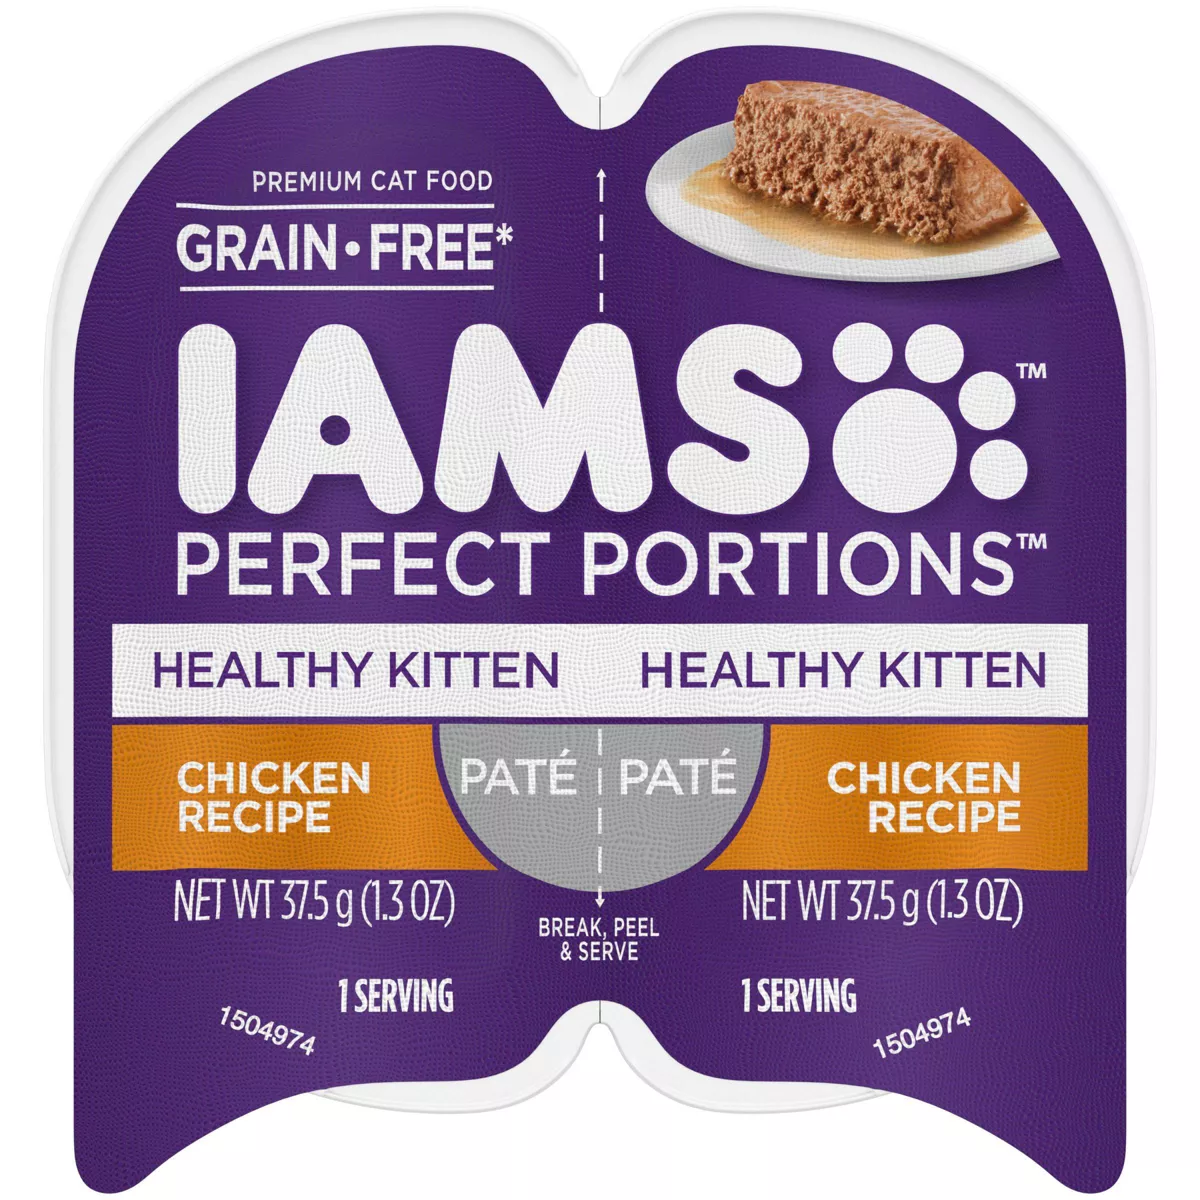 PREMIUM CAT FOOD
GRAIN•FREE*
IAMS™
PERFECT PORTIONS™
HEALTHY KITTEN HEALTHY KITTEN
CHICKEN RECIPE
PATÉ PATÉ
CHICKEN RECIPE
NET WT 37.5 g (1.3 OZ)
NET WT 37.5 g (1.3 OZ)
BREAK, PEEL
& SERVE
1 SERVING
1 SERVING
1504974
1504974